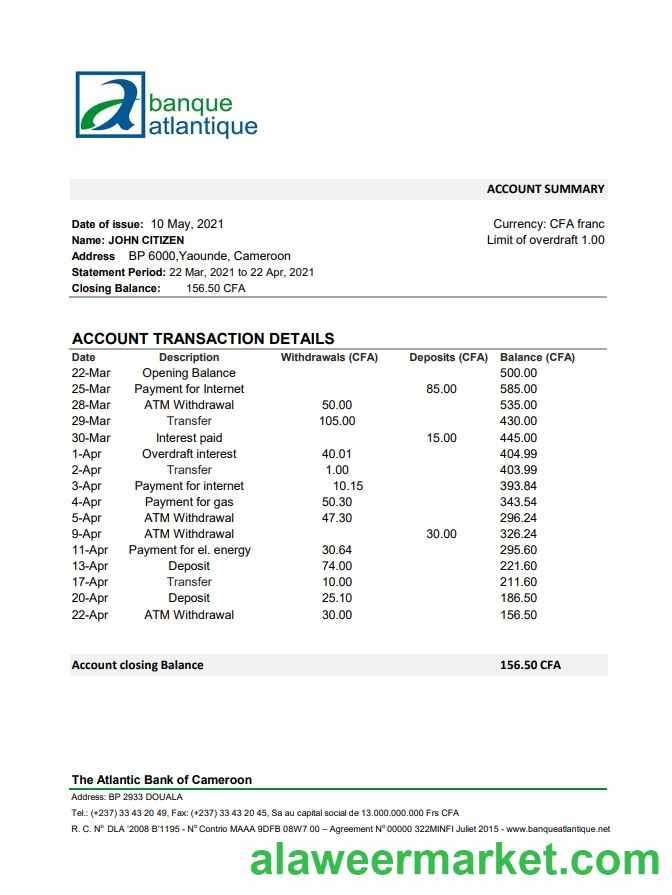 banque
atlantique
ACCOUNT SUMMARY
Date of issue: 10 May, 2021 Currency: CFA franc
Name: JOHN CITIZEN Limit of overdraft 1.00
Address BP 6000,Yaounde, Cameroon
Statement Period: 22 Mar, 2021 to 22 Apr, 2021
Closing Balance: 156.50 CFA
ACCOUNT TRANSACTION DETAILS
Date Description Withdrawals (CFA) Deposits (CFA) Balance (CFA)
22-Mar Opening Balance 500.00
25-Mar Payment for Internet 85.00 585.00
28-Mar ATM Withdrawal 50.00 535.00
29-Mar Transfer 105.00 430.00
30-Mar Interest paid 15.00 445.00
1-Apr Overdraft interest 40.01 404.99
2-Apr Transfer 1.00 403.99
3-Apr Payment for internet 10.15 393.84
4-Apr Payment for gas 50.30 343.54
5-Apr ATM Withdrawal 47.30 296.24
9-Apr ATM Withdrawal 30.00 326.24
11-Apr Payment for el. energy 30.64 295.60
13-Apr Deposit 74.00 221.60
17-Apr Transfer 10.00 211.60
20-Apr Deposit 25.10 186.50
22-Apr ATM Withdrawal 30.00 156.50
Account closing Balance 156.50 CFA
The Atlantic Bank of Cameroon
Address: BP 2933 DOUALA
Tel.: (+237) 33 43 20 49, Fax: (+237) 33 43 20 45, Sa au capital social de 13.000.000.000 Frs CFA
R. C. Nº DLA '2008 B'1195 - Nº Contrio MAAA 9DFB 08W7 00 – Agreement Nº 00000 322MINFI Juliet 2015 - www.banqueatlantique.net
alaweermarket.com